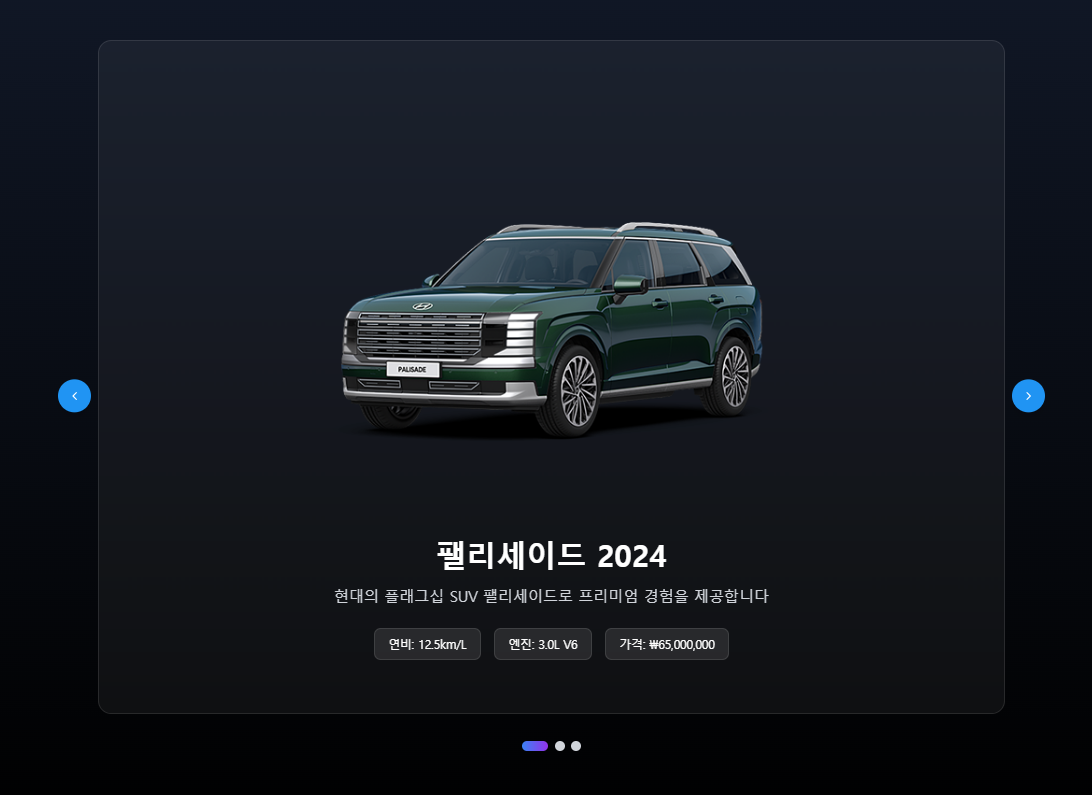 PALISADE
팰리세이드 2024
현대의 플래그십 SUV 팰리세이드로 프리미엄 경험을 제공합니다
연비: 12.5km/L
엔진: 3.0L V6
가격: ₩65,000,000